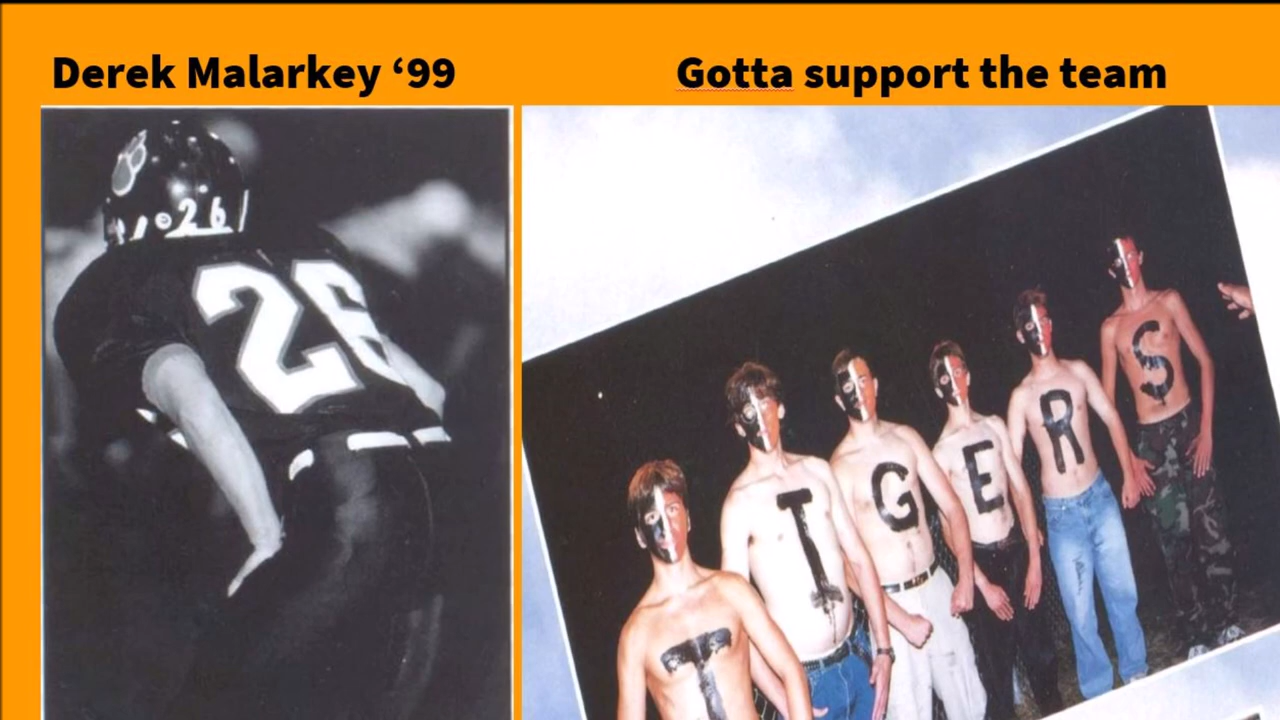 Derek Malarkey ‘99
Gotta support the team
26
26
T
I
G
E
R
S